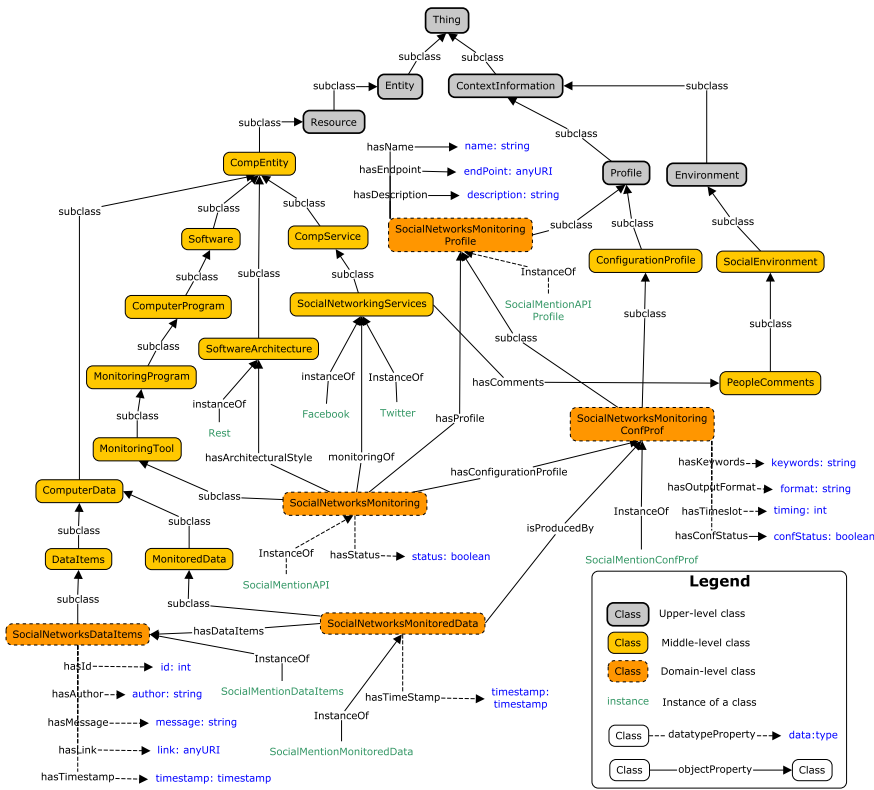 Thing
subclass
subclass
subclass
Entity
ContextInformation
subclass
subclass
Resource
subclass
hasName
name: string
CompEntity
hasEndpoint
endPoint: anyURI
Profile
Environment
hasDescription
description: string
subclass
subclass
subclass
SocialNetworksMonitoring
Profile
subclass
subclass
subclass
Software
CompService
ConfigurationProfile
SocialEnvironment
subclass
subclass
subclass
InstanceOf
ComputerProgram
SocialNetworkingServices
SocialMentionAPI
Profile
subclass
subclass
subclass
subclass
SoftwareArchitecture
MonitoringProgram
instanceOf
InstanceOf
hasComments
PeopleComments
instanceOf
subclass
Facebook
Twitter
hasProfile
SocialNetworksMonitoring
ConfProf
Rest
MonitoringTool
hasArchitecturalStyle
monitoringOf
hasKeywords
keywords: string
hasConfigurationProfile
ComputerData
subclass
hasOutputFormat
format: string
SocialNetworksMonitoring
hasTimeslot
timing: int
InstanceOf
subclass
subclass
isProducedBy
hasConfStatus
confStatus: boolean
DataItems
MonitoredData
InstanceOf
hasStatus
status: boolean
SocialMentionConfProf
SocialMentionAPI
Legend
subclass
subclass
Class
Upper-level class
SocialNetworksDataItems
hasDataItems
SocialNetworksMonitoredData
Class
Middle-level class
hasId
id: int
InstanceOf
Class
Domain-level class
hasAuthor
author: string
SocialMentionDataItems
hasTimeStamp
timestamp:
timestamp
instance
Instance of a class
hasMessage
message: string
InstanceOf
Class
datatypeProperty
data:type
hasLink
link: anyURI
SocialMentionMonitoredData
Class
objectProperty
Class
hasTimestamp
timestamp: timestamp